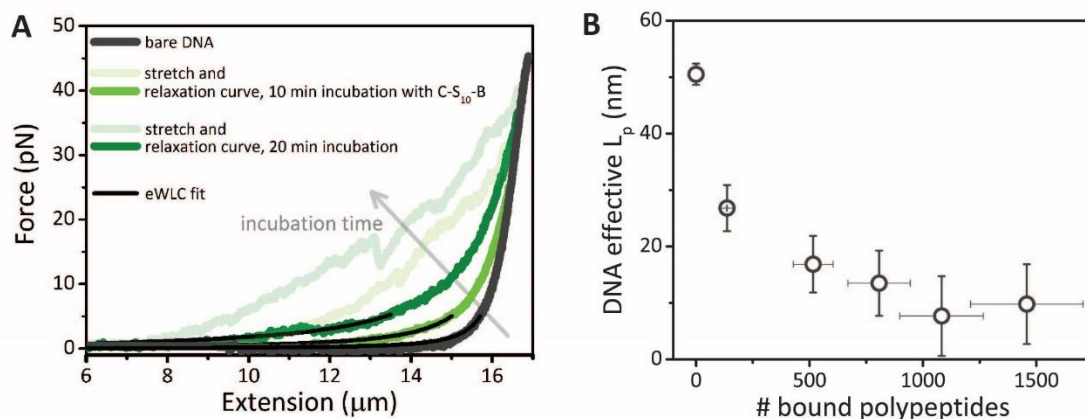 A
50
40
30
20
10
0
Force (pN)
bare DNA
stretch and
relaxation curve, 10 min incubation with C-S₁₀-B
stretch and
relaxation curve, 20 min incubation
eWLC fit
incubation time
6 8 10 12 14 16
Extension (μm)
B
60
40
20
0
DNA effective Lₚ (nm)
0 500 1000 1500
# bound polypeptides